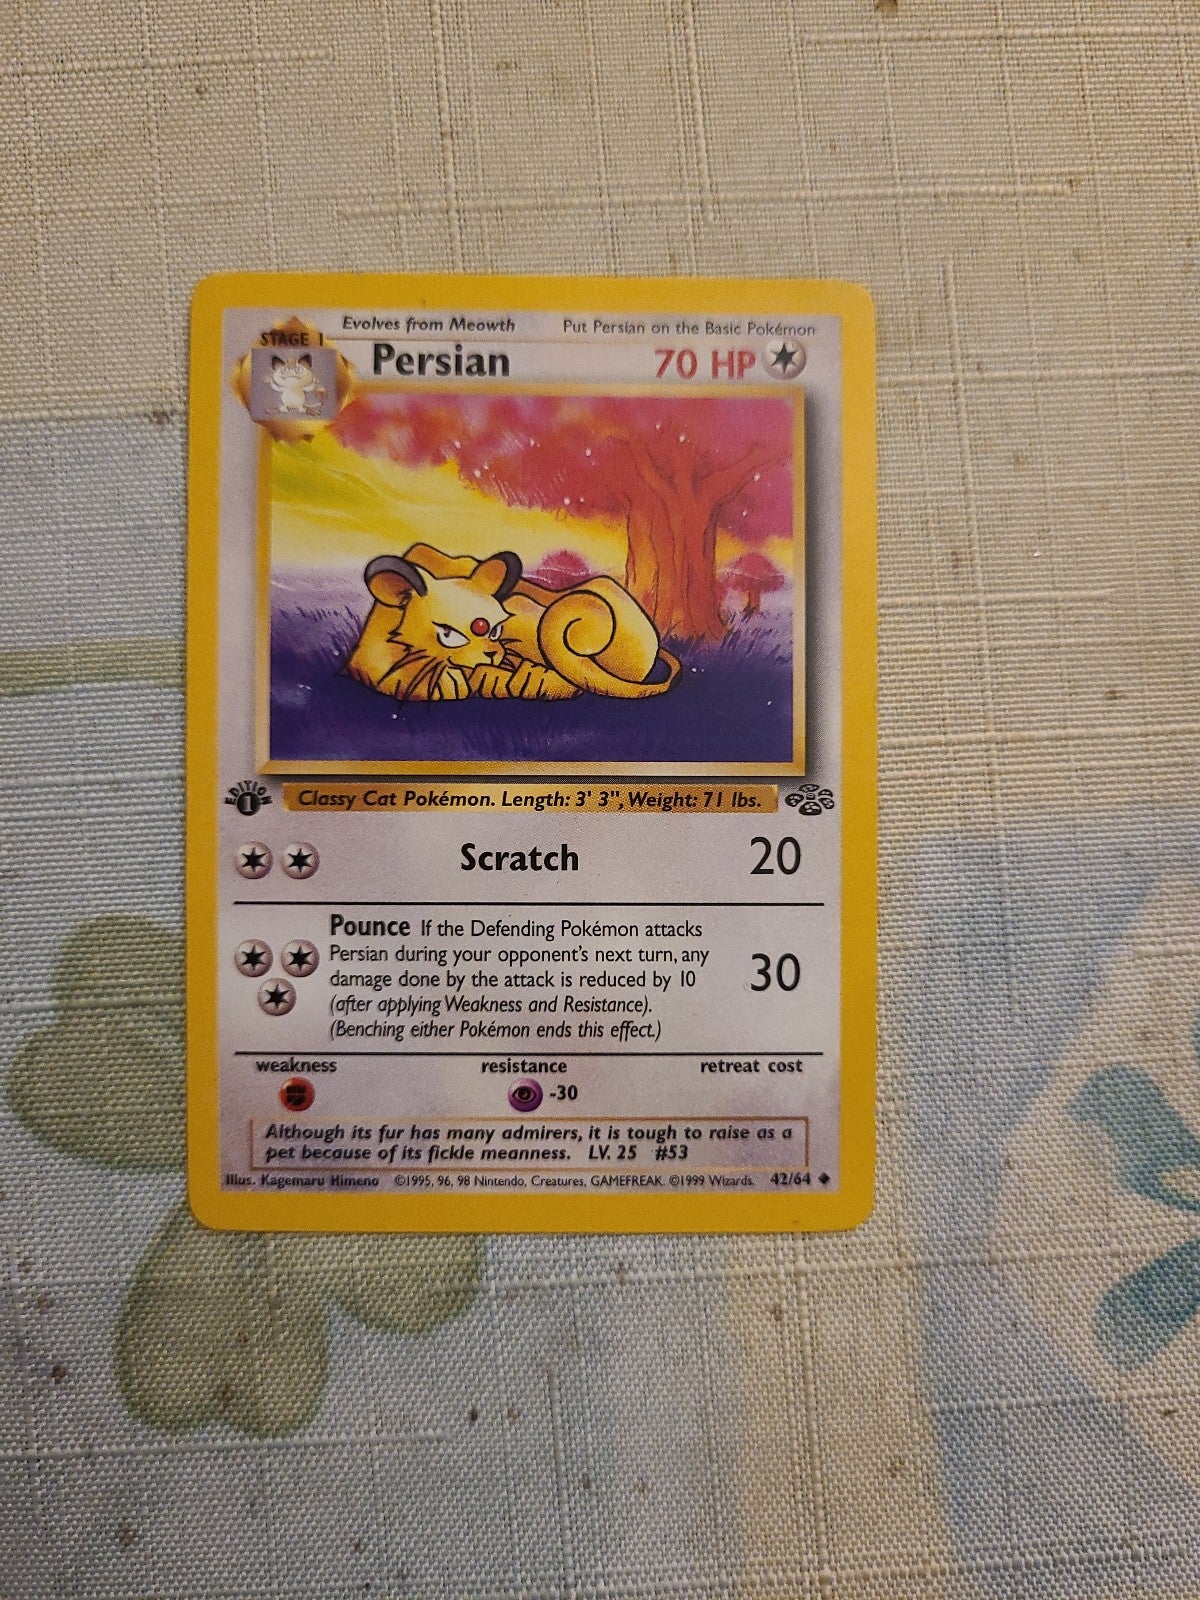 Evolves from Meowth Put Persian on the Basic Pokémon
STAGE 1
Persian 70 HP
EDITION
1
Classy Cat Pokémon. Length: 3' 3", Weight: 71 lbs.
Scratch 20
Pounce If the Defending Pokémon attacks
Persian during your opponent's next turn, any
damage done by the attack is reduced by 10
(after applying Weakness and Resistance).
(Benching either Pokémon ends this effect.)
30
weakness resistance retreat cost
-30
Although its fur has many admirers, it is tough to raise as a
pet because of its fickle meanness. LV. 25 #53
Illus. Kagemaru Himeno ©1995, 96, 98 Nintendo, Creatures, GAMEFREAK. ©1999 Wizards. 42/64